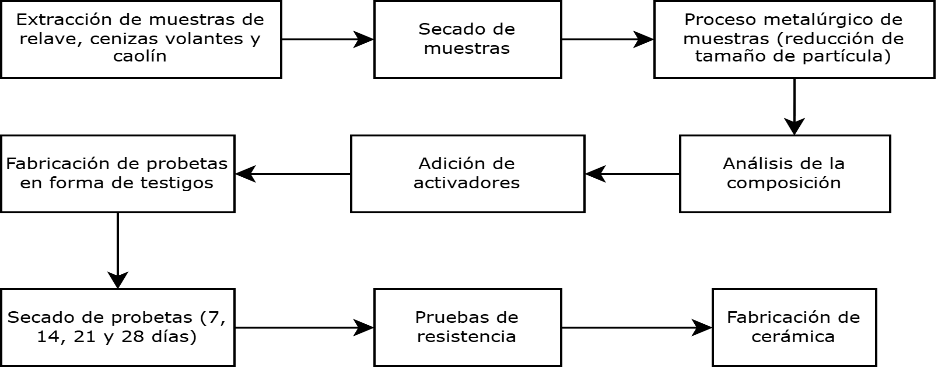 Extracción de muestras de
relave, cenizas volantes y
caolín
Secado de
muestras
Proceso metalúrgico de
muestras (reducción de
tamaño de partícula)
Análisis de la
composición
Adición de
activadores
Fabricación de probetas
en forma de testigos
Secado de probetas (7,
14, 21 y 28 días)
Pruebas de
resistencia
Fabricación de
cerámica